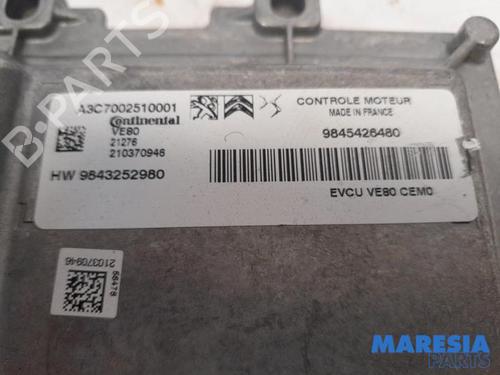 A3C7002510001
Continental
VE80
21276
210370946
HW 9843252980
CONTROLE MOTEUR
MADE IN FRANCE
9845426480
EVCU VE80 CEM0
66478
210370946
B-PARTS
MARESIA
PARTS